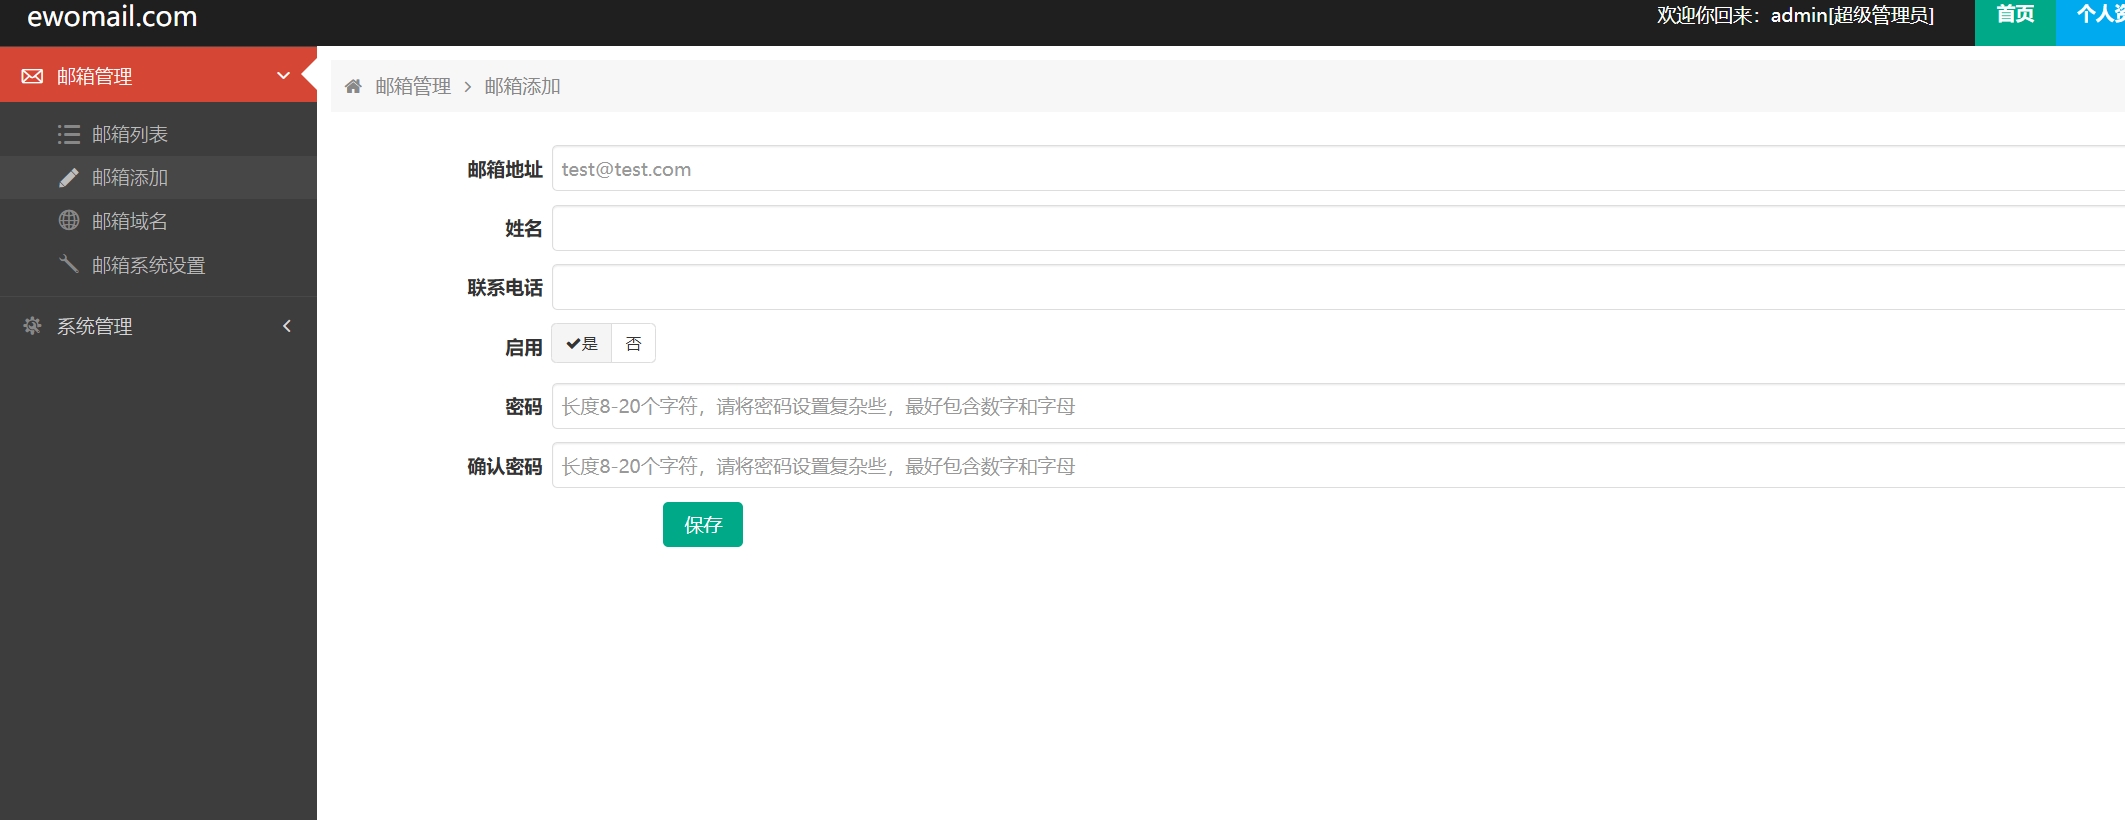 ewomail.com
欢迎你回来：admin[超级管理员]
首页
个人资
邮箱管理
邮箱列表
邮箱添加
邮箱域名
邮箱系统设置
系统管理
邮箱管理 > 邮箱添加
邮箱地址 test@test.com
姓名
联系电话
启用 是 否
密码 长度8-20个字符，请将密码设置复杂些，最好包含数字和字母
确认密码 长度8-20个字符，请将密码设置复杂些，最好包含数字和字母
保存